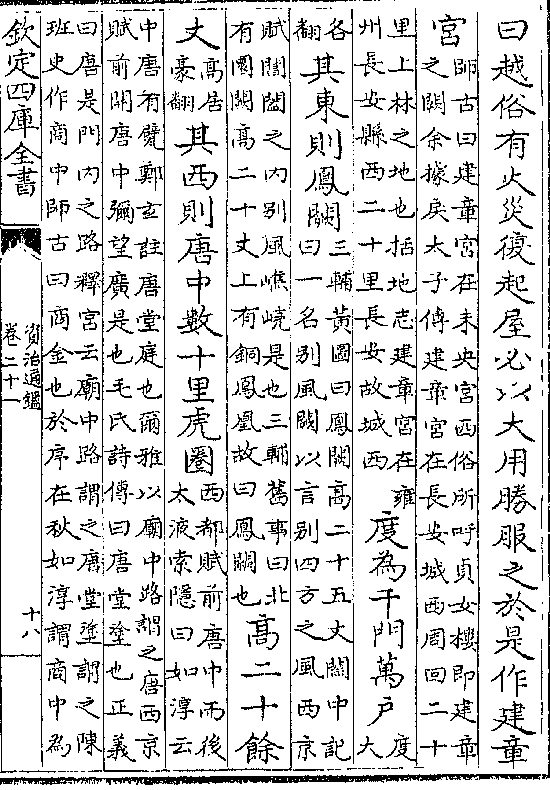 曰越俗有火災復起屋必以大用勝服之於是作建章
宮師古曰建章宮在未央宮西俗所呼貞女樓即建章
之闕余據戾太子傳建章宮在長安城西周回二十
里上林之地也括地志建章宮在雍
州長安縣西二十里長安故城西
度為千門萬戶度
大
各
翻
其東則鳳闕三輔黃圖曰鳳闕高二十五丈關中記
曰一名别風闕以言别四方之風西京
賦閶闔之内别風嶕嶢是也三輔舊事曰北
有圜闕高二十丈上有銅鳳凰故曰鳳闕也
高二十餘
丈高居
豪翻
其西則唐中數十里虎圈西都賦前唐中而後
太液索隱曰如淳云
中唐有甓鄭玄註唐堂庭也爾雅以廟中路謂之唐西京
賦前開唐中彌望廣是也毛氏詩傳曰唐堂塗也正義
曰唐是門内之路釋宮云廟中路謂之唐堂塗謂之陳
班史作商中師古曰商金也於序在秋如淳謂商中為
欽定四庫全書
資治通鑑
卷二十一
十八